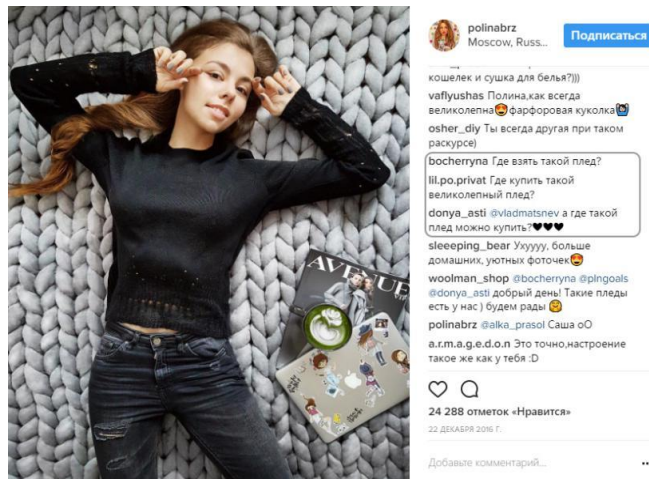 polinabrz
Moscow, Russ...
Подписаться
кошелек и сушка для белья?)))
vaflyushas Полина,как всегда
великолепна😍фарфоровая куколка🙆
osher_diy Ты всегда другая при таком
раскурсе)
bocherryna Где взять такой плед?
lil.po.privat Где купить такой
великолепный плед?
donya_asti @vladmatsnev а где такой
плед можно купить?♥♥♥
sleeeping_bear Ухуууу, больше
домашних, уютных фоточек😍
woolman_shop @bocherryna @plngoals
@donya_asti добрый день! Такие пледы
есть у нас ) будем рады 🤗
polinabrz @alka_prasol Саша оО
a.r.m.a.g.e.d.o.n Это точно,настроение
такое же как у тебя :D
24 288 отметок «Нравится»
22 ДЕКАБРЯ 2016 Г.
Добавьте комментарий...
AVENUE